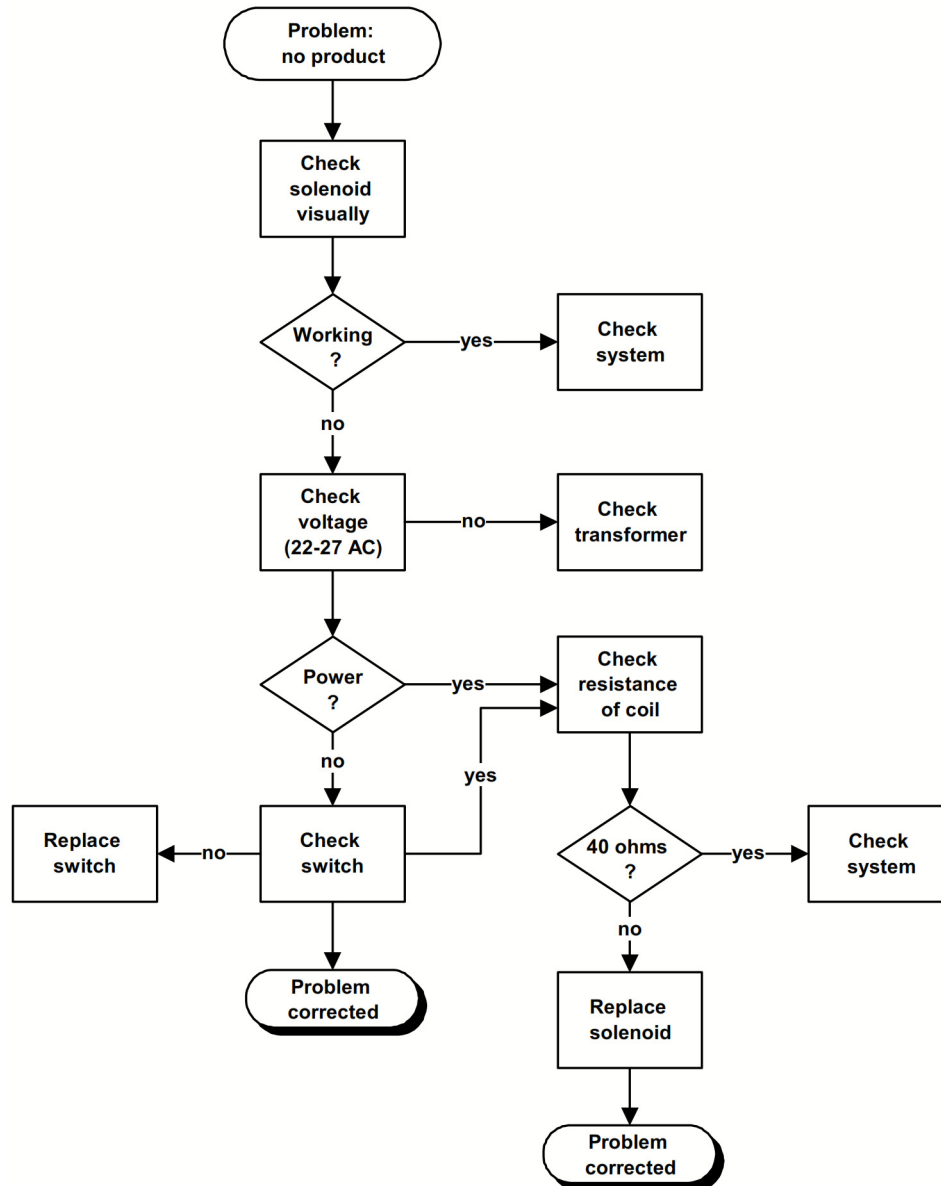 Problem:
no product
Check
solenoid
visually
Working
?
yes
Check
system
no
Check
voltage
(22-27 AC)
no
Check
transformer
Power
?
yes
Check
resistance
of coil
no
yes
Replace
switch
no
Check
switch
40 ohms
?
yes
Check
system
no
Problem
corrected
Replace
solenoid
Problem
corrected